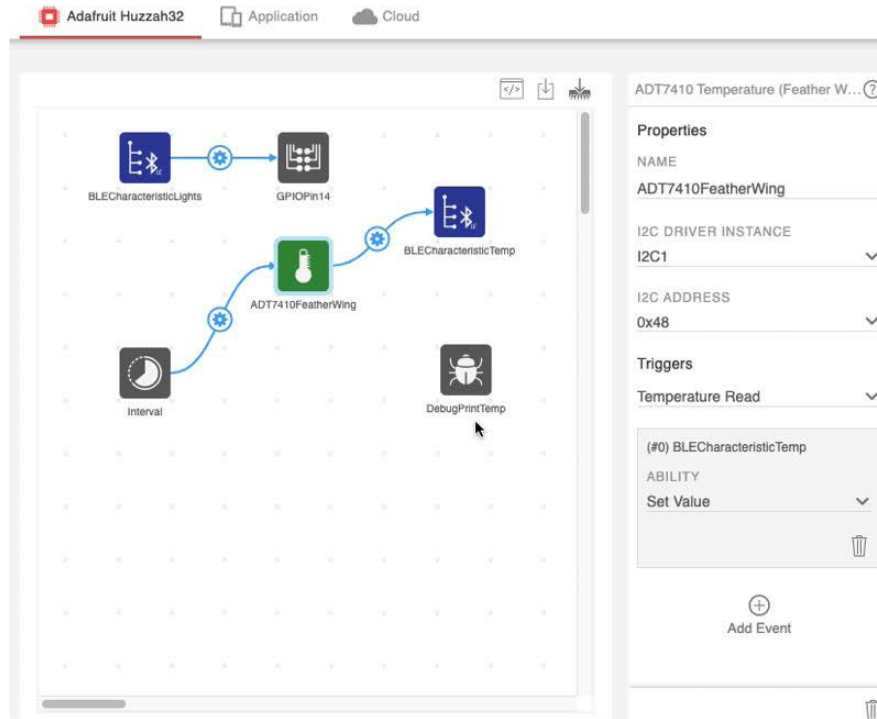 Adafruit Huzzah32
Application
Cloud
</>
ADT7410 Temperature (Feather W...
?
BLECharacteristicLights
GPIOPin14
BLECharacteristicTemp
ADT7410FeatherWing
Interval
DebugPrintTemp
Properties
NAME
ADT7410FeatherWing
I2C DRIVER INSTANCE
I2C1
I2C ADDRESS
0x48
Triggers
Temperature Read
(#0) BLECharacteristicTemp
ABILITY
Set Value
Add Event